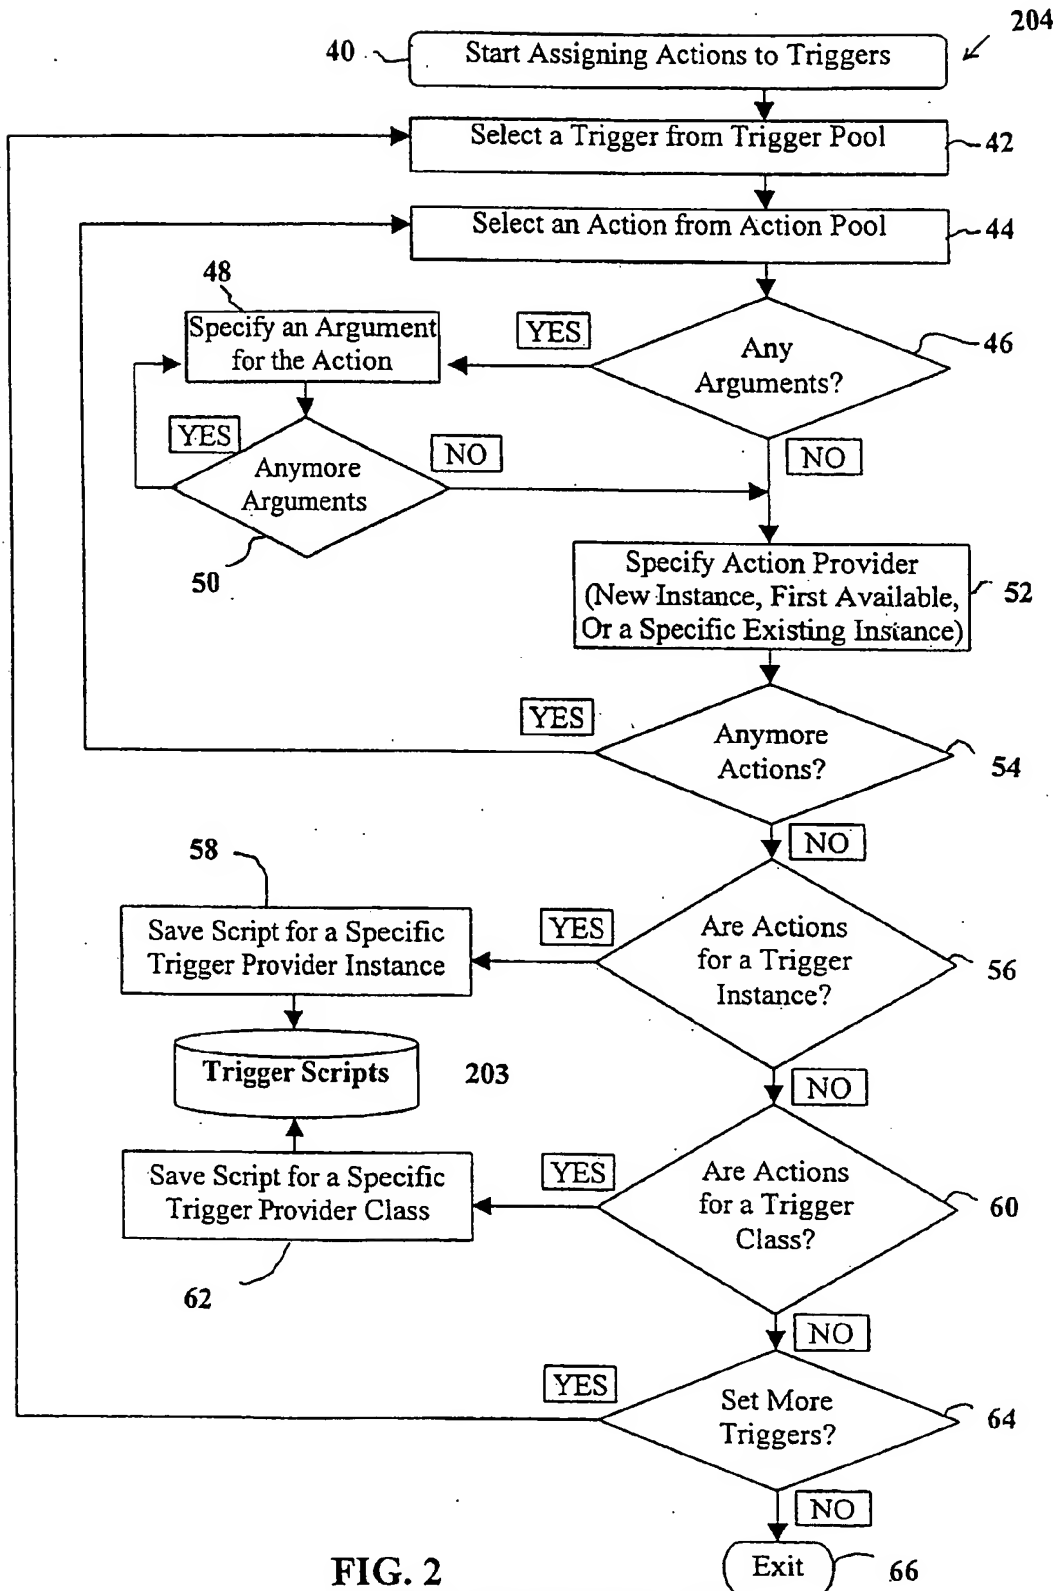 204
40
Start Assigning Actions to Triggers
Select a Trigger from Trigger Pool
42
Select an Action from Action Pool
44
48
Specify an Argument
for the Action
YES
Any
Arguments?
46
YES
Anymore
Arguments
NO
NO
50
Specify Action Provider
(New Instance, First Available,
Or a Specific Existing Instance)
52
YES
Anymore
Actions?
54
NO
58
Save Script for a Specific
Trigger Provider Instance
YES
Are Actions
for a Trigger
Instance?
56
Trigger Scripts
203
NO
Save Script for a Specific
Trigger Provider Class
YES
Are Actions
for a Trigger
Class?
60
62
NO
YES
Set More
Triggers?
64
NO
Exit
66
FIG. 2